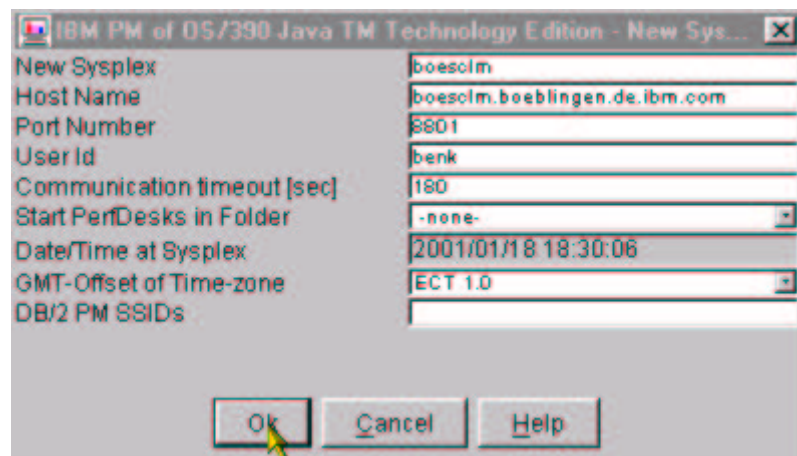 IBM PM of OS/390 Java TM Technology Edition - New Sys...
New Sysplex boesclm
Host Name boesclm.boeblingen.de.ibm.com
Port Number 8801
User Id benk
Communication timeout [sec] 180
Start PerfDesks in Folder -none-
Date/Time at Sysplex 2001/01/18 18:30:06
GMT-Offset of Time-zone ECT 1.0
DB/2 PM SSIDs
Ok Cancel Help